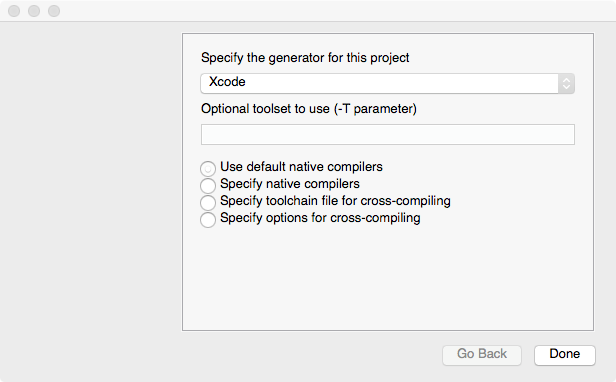 Specify the generator for this project
Xcode
Optional toolset to use (-T parameter)
Use default native compilers
Specify native compilers
Specify toolchain file for cross-compiling
Specify options for cross-compiling
Go Back
Done